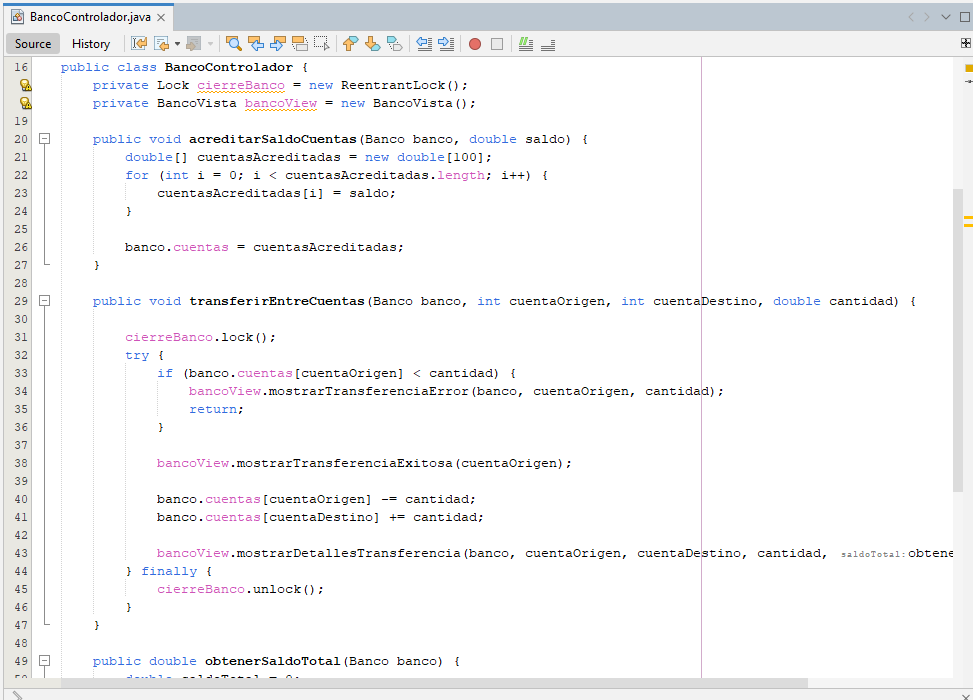 BancoControlador.java
Source History
16 public class BancoControlador {
private Lock cierreBanco = new ReentrantLock();
private BancoVista bancoView = new BancoVista();
19
20 public void acreditarSaldoCuentas(Banco banco, double saldo) {
21 double[] cuentasAcreditadas = new double[100];
22 for (int i = 0; i < cuentasAcreditadas.length; i++) {
23 cuentasAcreditadas[i] = saldo;
24 }
25
26 banco.cuentas = cuentasAcreditadas;
27 }
28
29 public void transferirEntreCuentas(Banco banco, int cuentaOrigen, int cuentaDestino, double cantidad) {
30
31 cierreBanco.lock();
32 try {
33 if (banco.cuentas[cuentaOrigen] < cantidad) {
34 bancoView.mostrarTransferenciaError(banco, cuentaOrigen, cantidad);
35 return;
36 }
37
38 bancoView.mostrarTransferenciaExitosa(cuentaOrigen);
39
40 banco.cuentas[cuentaOrigen] -= cantidad;
41 banco.cuentas[cuentaDestino] += cantidad;
42
43 bancoView.mostrarDetallesTransferencia(banco, cuentaOrigen, cuentaDestino, cantidad, saldoTotal: obtene
44 } finally {
45 cierreBanco.unlock();
46 }
47 }
48
49 public double obtenerSaldoTotal(Banco banco) {